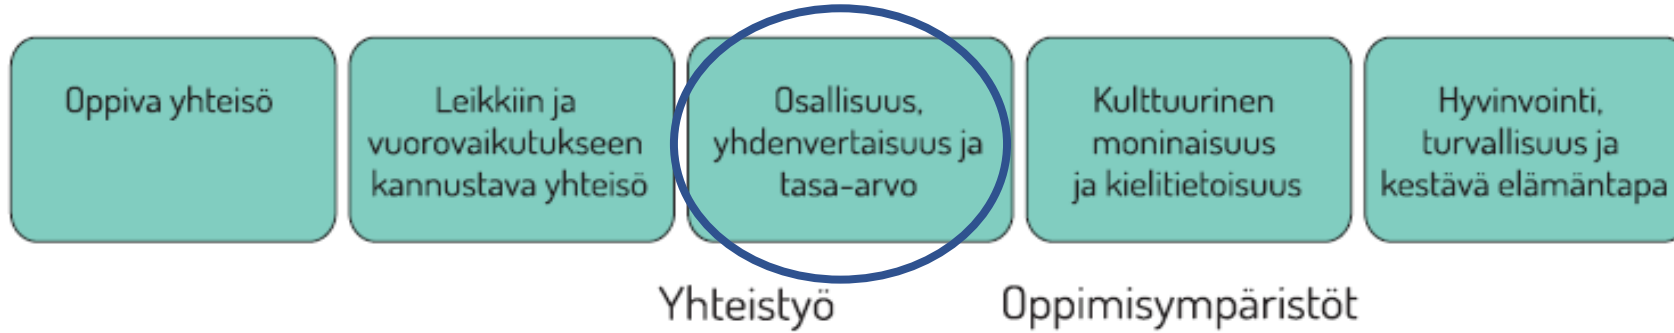 Oppiva yhteisö
Leikkiin ja
vuorovaikutukseen
kannustava yhteisö
Osallisuus,
yhdenvertaisuus ja
tasa-arvo
Kulttuurinen
moninaisuus
ja kielitietoisuus
Hyvinvointi,
turvallisuus ja
kestävä elämäntapa
Yhteistyö
Oppimisympäristöt